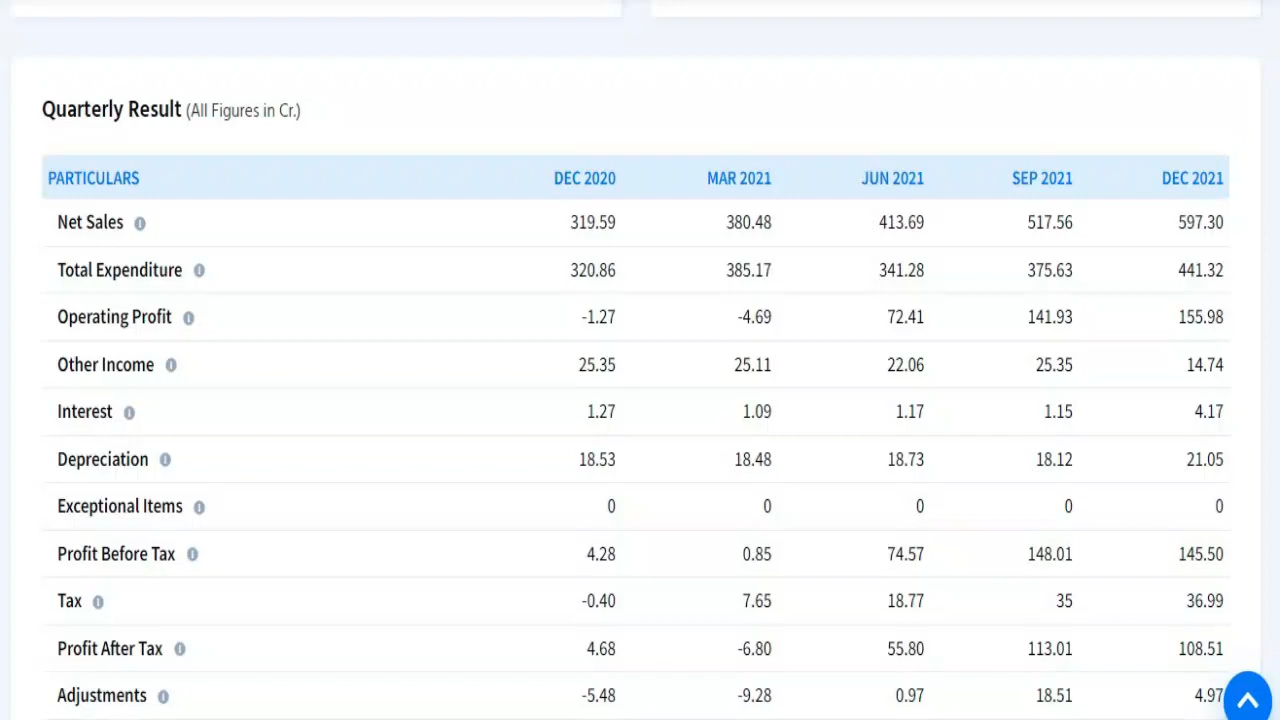 Quarterly Result (All Figures in Cr.)
PARTICULARS DEC 2020 MAR 2021 JUN 2021 SEP 2021 DEC 2021
Net Sales 319.59 380.48 413.69 517.56 597.30
Total Expenditure 320.86 385.17 341.28 375.63 441.32
Operating Profit -1.27 -4.69 72.41 141.93 155.98
Other Income 25.35 25.11 22.06 25.35 14.74
Interest 1.27 1.09 1.17 1.15 4.17
Depreciation 18.53 18.48 18.73 18.12 21.05
Exceptional Items 0 0 0 0 0
Profit Before Tax 4.28 0.85 74.57 148.01 145.50
Tax -0.40 7.65 18.77 35 36.99
Profit After Tax 4.68 -6.80 55.80 113.01 108.51
Adjustments -5.48 -9.28 0.97 18.51 4.97